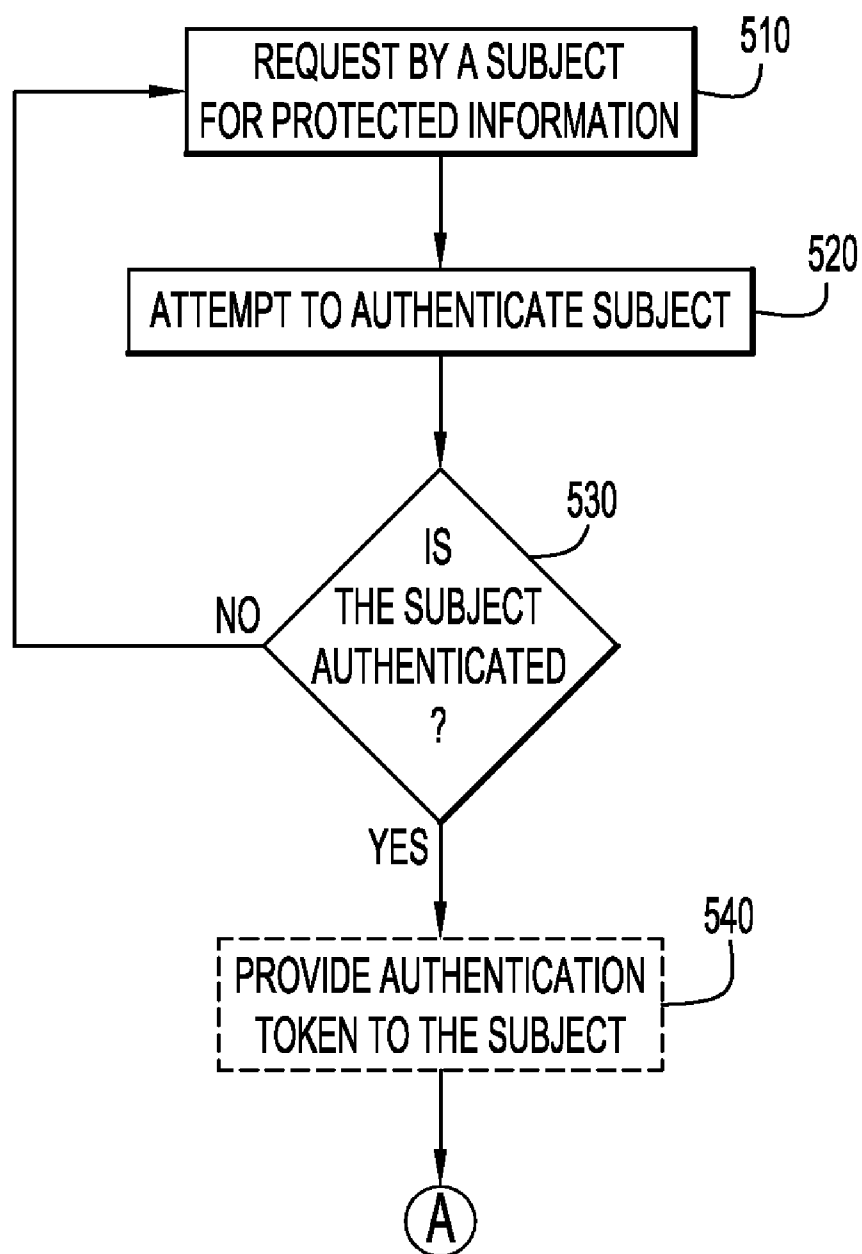 510
REQUEST BY A SUBJECT
FOR PROTECTED INFORMATION
520
ATTEMPT TO AUTHENTICATE SUBJECT
530
IS
THE SUBJECT
AUTHENTICATED
?
NO
YES
540
PROVIDE AUTHENTICATION
TOKEN TO THE SUBJECT
A